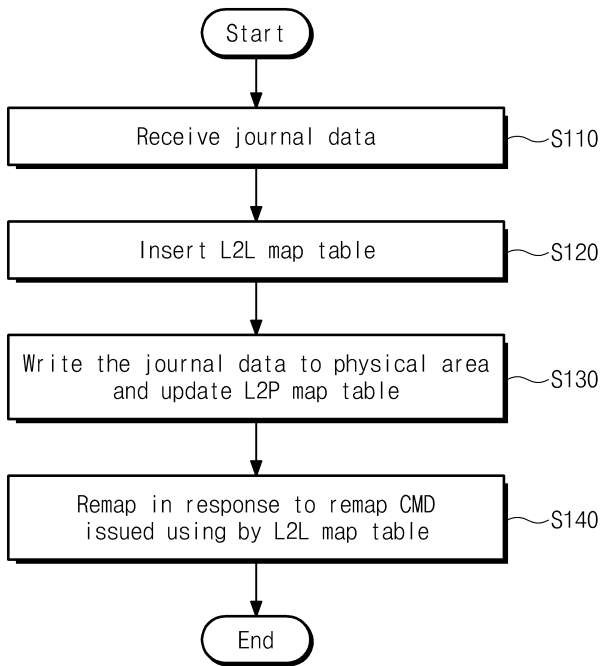 Start
Receive journal data
S110
Insert L2L map table
S120
Write the journal data to physical area
and update L2P map table
S130
Remap in response to remap CMD
issued using by L2L map table
S140
End